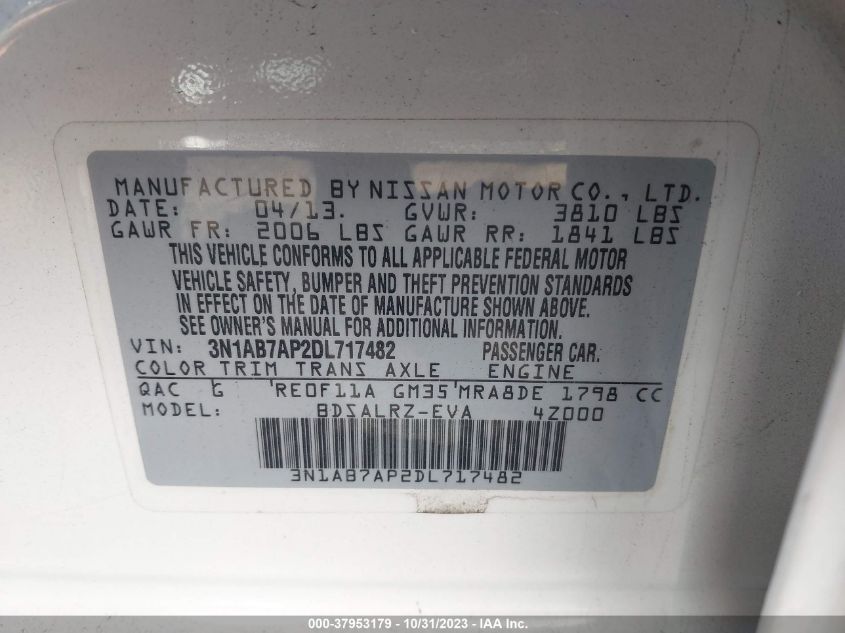 MANUFACTURED BY NISSAN MOTOR CO., LTD.
DATE: 04/13. GVWR: 3810 LBS
GAWR FR: 2006 LBS GAWR RR: 1841 LBS
THIS VEHICLE CONFORMS TO ALL APPLICABLE FEDERAL MOTOR
VEHICLE SAFETY, BUMPER AND THEFT PREVENTION STANDARDS
IN EFFECT ON THE DATE OF MANUFACTURE SHOWN ABOVE.
SEE OWNER'S MANUAL FOR ADDITIONAL INFORMATION.
VIN: 3N1AB7AP2DL717482 PASSENGER CAR.
COLOR TRIM TRANS AXLE ENGINE
QAC G RE0F11A GM35 MRA8DE 1798 CC
MODEL: BDSALRZ-EVA 4Z000
3N1AB7AP2DL717482
000-37953179 - 10/31/2023 - IAA Inc.